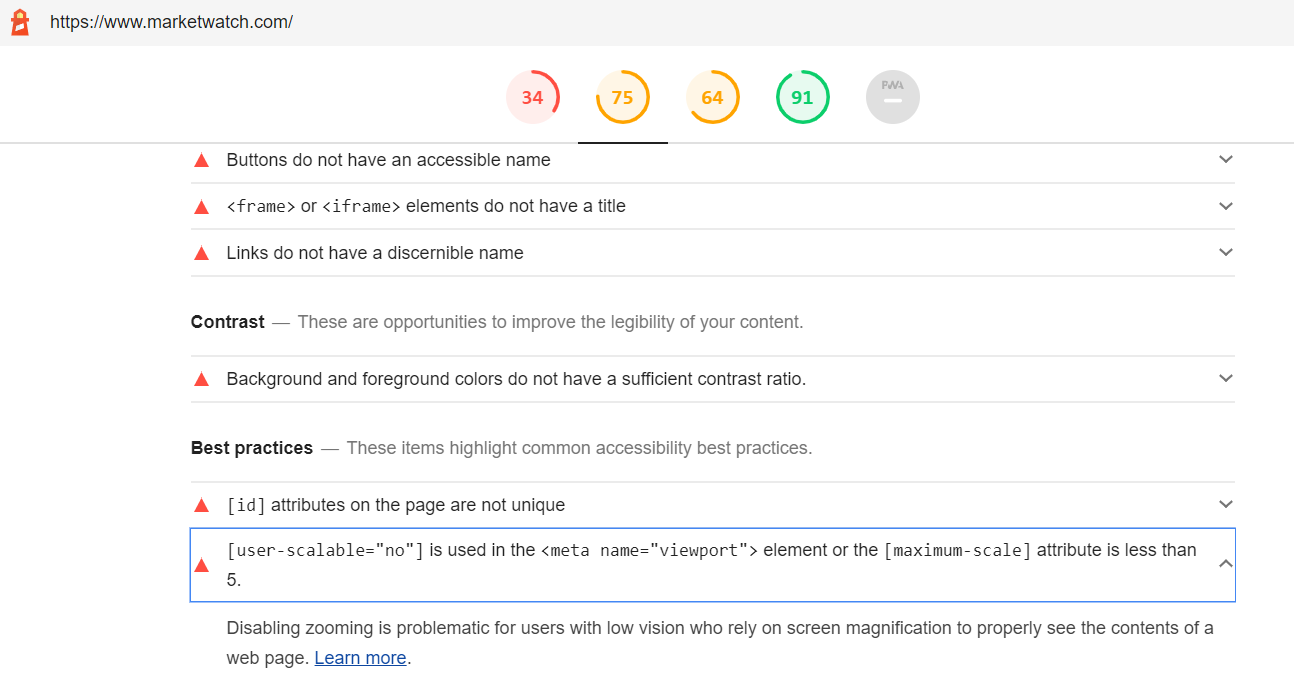 https://www.marketwatch.com/
34 75 64 91 PWA
Buttons do not have an accessible name
<frame> or <iframe> elements do not have a title
Links do not have a discernible name
Contrast — These are opportunities to improve the legibility of your content.
Background and foreground colors do not have a sufficient contrast ratio.
Best practices — These items highlight common accessibility best practices.
[id] attributes on the page are not unique
[user-scalable="no"] is used in the <meta name="viewport"> element or the [maximum-scale] attribute is less than
5.
Disabling zooming is problematic for users with low vision who rely on screen magnification to properly see the contents of a
web page. Learn more.